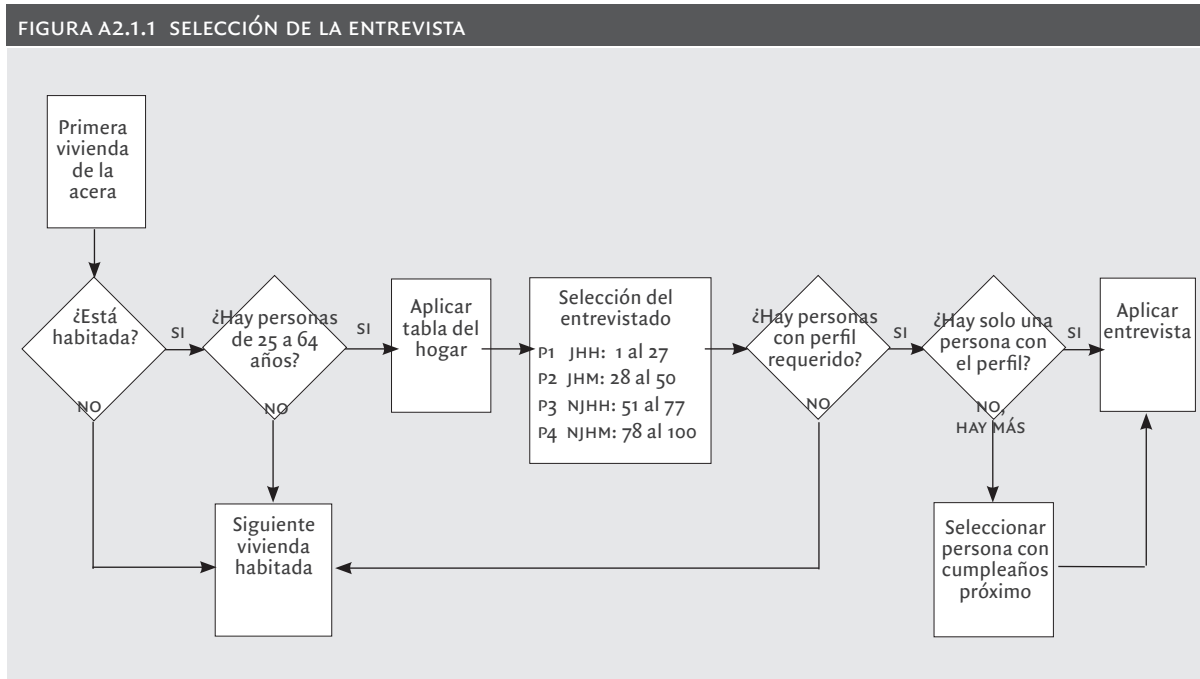 FIGURA A2.1.1 SELECCIÓN DE LA ENTREVISTA
Primera
vivienda
de la
acera
¿Está
habitada?
SI
NO
¿Hay personas
de 25 a 64
años?
SI
NO
Aplicar
tabla del
hogar
Selección del
entrevistado
P1 JHH: 1 al 27
P2 JHM: 28 al 50
P3 NJHH: 51 al 77
P4 NJHM: 78 al 100
¿Hay personas
con perfil
requerido?
SI
NO
¿Hay solo una
persona con
el perfil?
SI
NO,
HAY MÁS
Aplicar
entrevista
Siguiente
vivienda
habitada
Seleccionar
persona con
cumpleaños
próximo